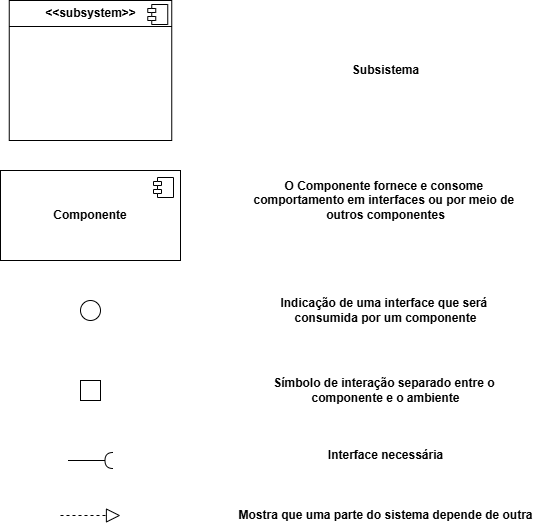 <<subsystem>>
Subsistema
O Componente fornece e consome
comportamento em interfaces ou por meio de
outros componentes
Componente
Indicação de uma interface que será
consumida por um componente
Símbolo de interação separado entre o
componente e o ambiente
Interface necessária
Mostra que uma parte do sistema depende de outra